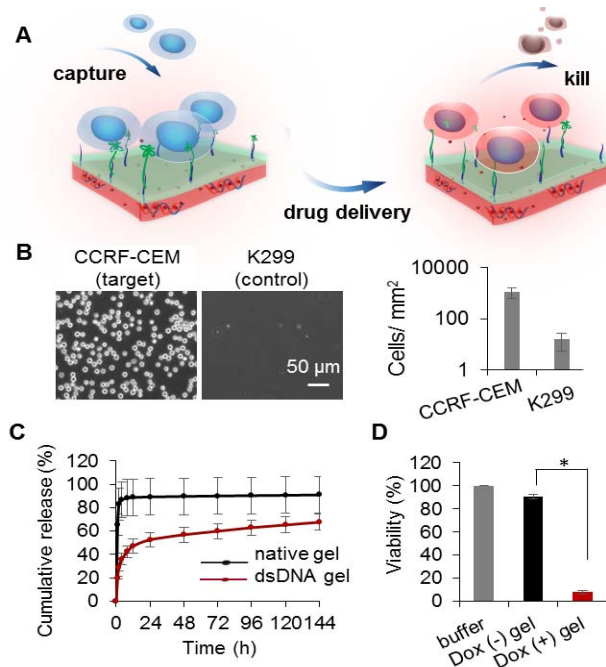 A
capture
kill
drug delivery
B
CCRF-CEM
(target)
K299
(control)
50 µm
Cells/ mm²
10000
100
1
CCRF-CEM
K299
C
Cumulative release (%)
120
100
80
60
40
20
0
native gel
dsDNA gel
0 24 48 72 96 120 144
Time (h)
D
Viability (%)
120
100
80
60
40
20
0
*
buffer
Dox (-) gel
Dox (+) gel